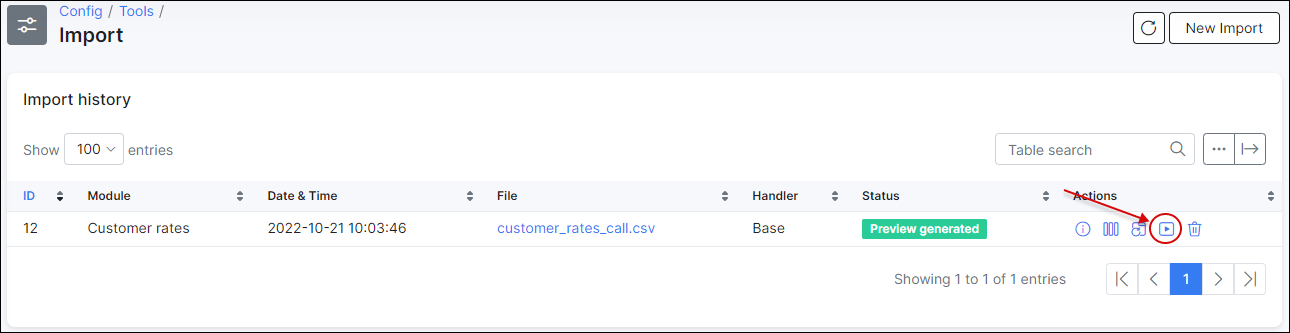 Config / Tools /
Import
New Import
Import history
Show 100 entries
Table search
ID Module Date & Time File Handler Status Actions
12 Customer rates 2022-10-21 10:03:46 customer_rates_call.csv Base Preview generated
Showing 1 to 1 of 1 entries
1